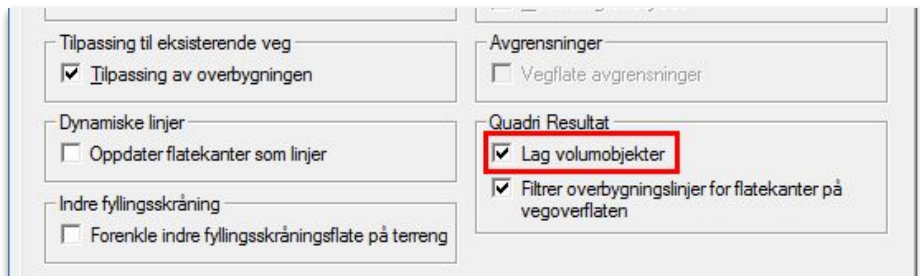 Tilpassing til eksisterende veg
Tilpassing av overbygningen
Avgrensninger
Vegflate avgrensninger
Dynamiske linjer
Oppdater flatekanter som linjer
Quadri Resultat
Lag volumobjekter
Filtrer overbygningslinjer for flatekanter på
vegoverflaten
Indre fyllingsskråning
Forenkle indre fyllingsskråningsflate på terreng